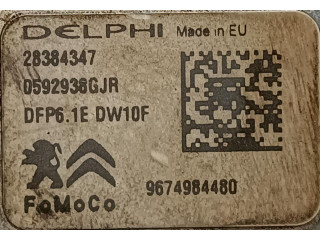 DELPHI Made in EU
28384347
0592936GJR
DFP6.1E DW10F
FoMoCo
9674984480